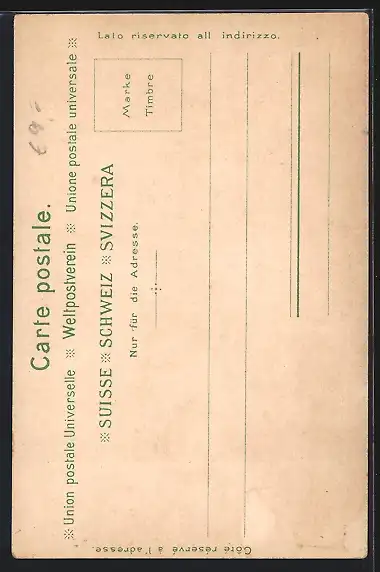 Carte postale.
※ Union postale Universelle ※ Weltpostverein ※ Unione postale universale ※
※ SUISSE ※ SCHWEIZ ※ SVIZZERA
Nur für die Adresse.
Marke
Timbre
Côté reservé à l'adresse.
Lato riservato all indirizzo.
€ 9,-